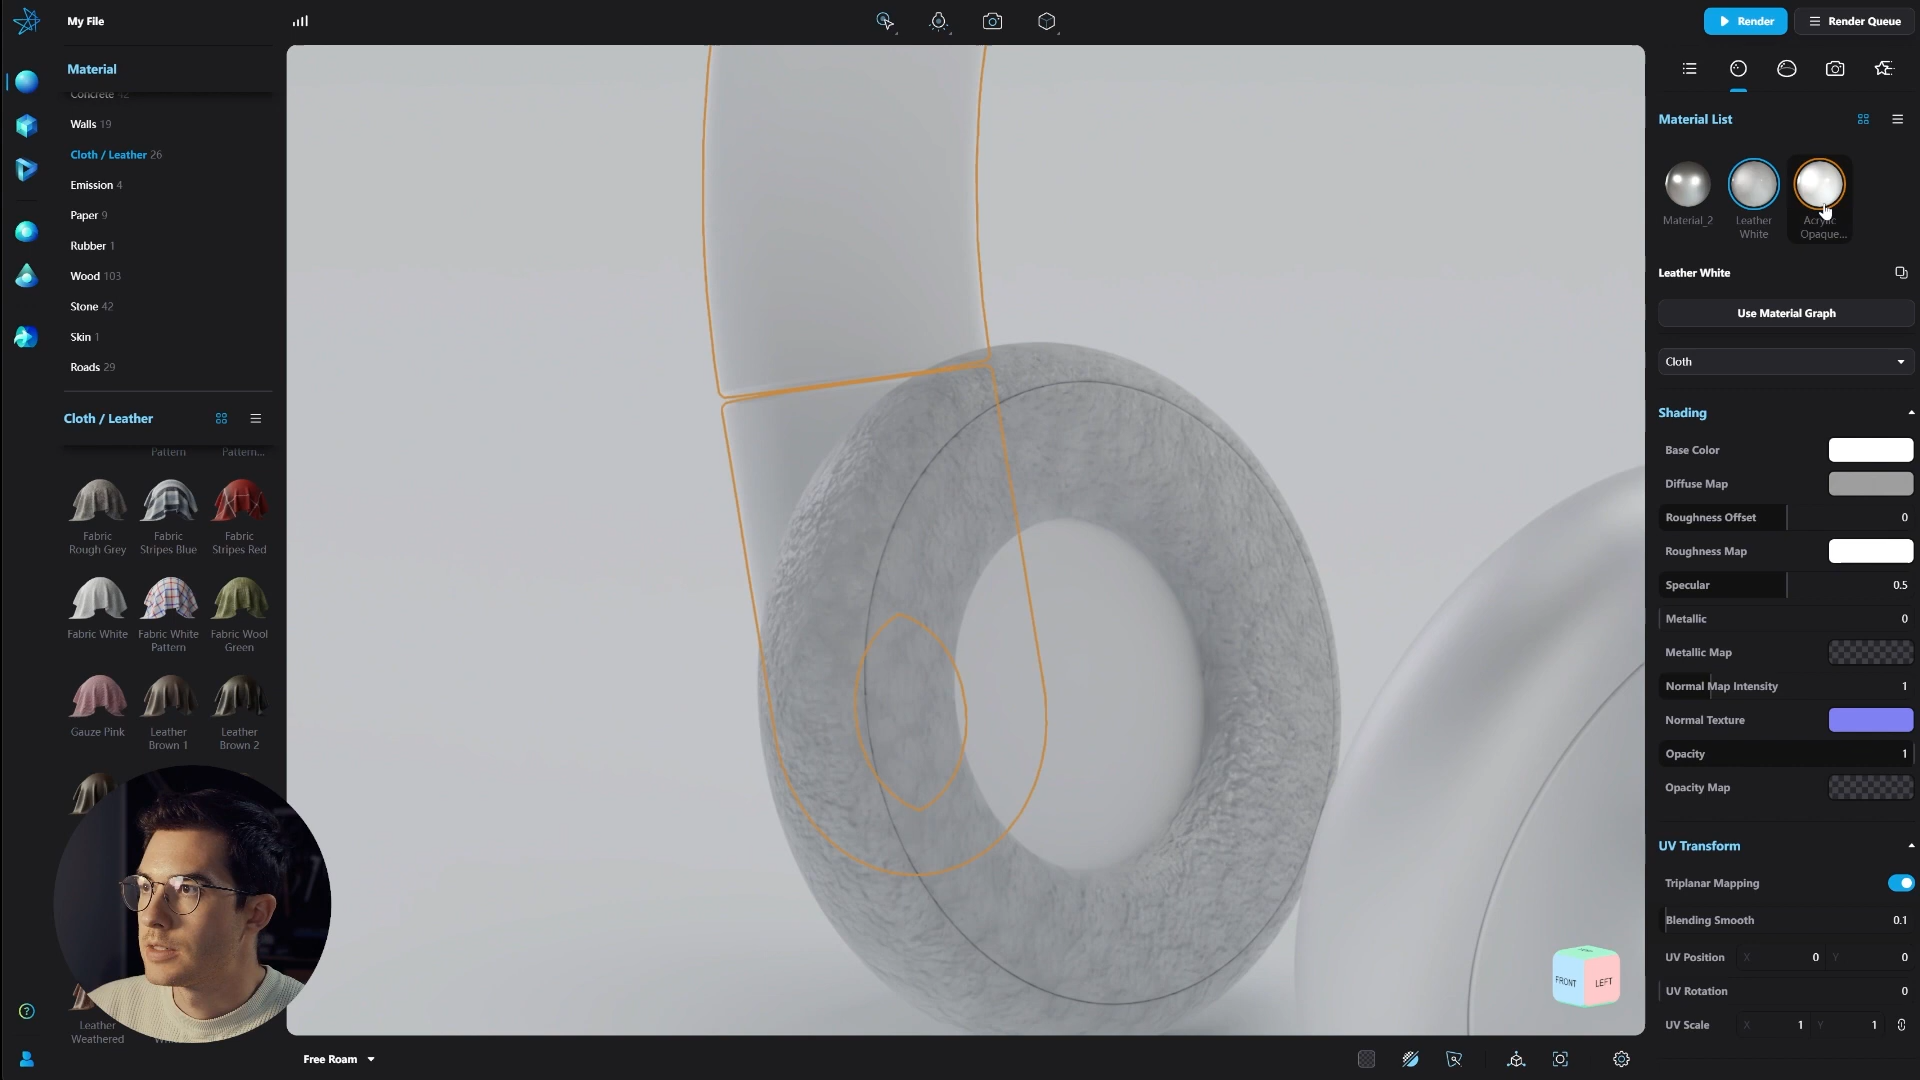 My File
Render
Render Queue
Material
Concrete 42
Walls 19
Cloth / Leather 26
Emission 4
Paper 9
Rubber 1
Wood 103
Stone 42
Skin 1
Roads 29
Cloth / Leather
Pattern
Pattern...
Fabric Rough Grey
Fabric Stripes Blue
Fabric Stripes Red
Fabric White
Fabric White Pattern
Fabric Wool Green
Gauze Pink
Leather Brown 1
Leather Brown 2
Leather Weathered
Free Roam
FRONT
LEFT
Material List
Material_2
Leather White
Acrylic Opaque...
Leather White
Use Material Graph
Cloth
Shading
Base Color
Diffuse Map
Roughness Offset 0
Roughness Map
Specular 0.5
Metallic 0
Metallic Map
Normal Map Intensity 1
Normal Texture
Opacity 1
Opacity Map
UV Transform
Triplanar Mapping
Blending Smooth 0.1
UV Position X 0 Y 0
UV Rotation 0
UV Scale X 1 Y 1